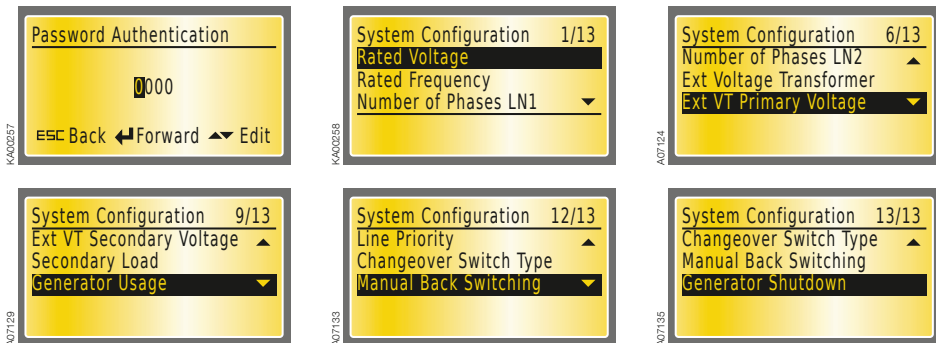 Password Authentication
0000
ESC Back Forward Edit
KA00257
System Configuration 1/13
Rated Voltage
Rated Frequency
Number of Phases LN1
KA00258
System Configuration 6/13
Number of Phases LN2
Ext Voltage Transformer
Ext VT Primary Voltage
A07124
System Configuration 9/13
Ext VT Secondary Voltage
Secondary Load
Generator Usage
A07129
System Configuration 12/13
Line Priority
Changeover Switch Type
Manual Back Switching
A07133
System Configuration 13/13
Changeover Switch Type
Manual Back Switching
Generator Shutdown
A07135